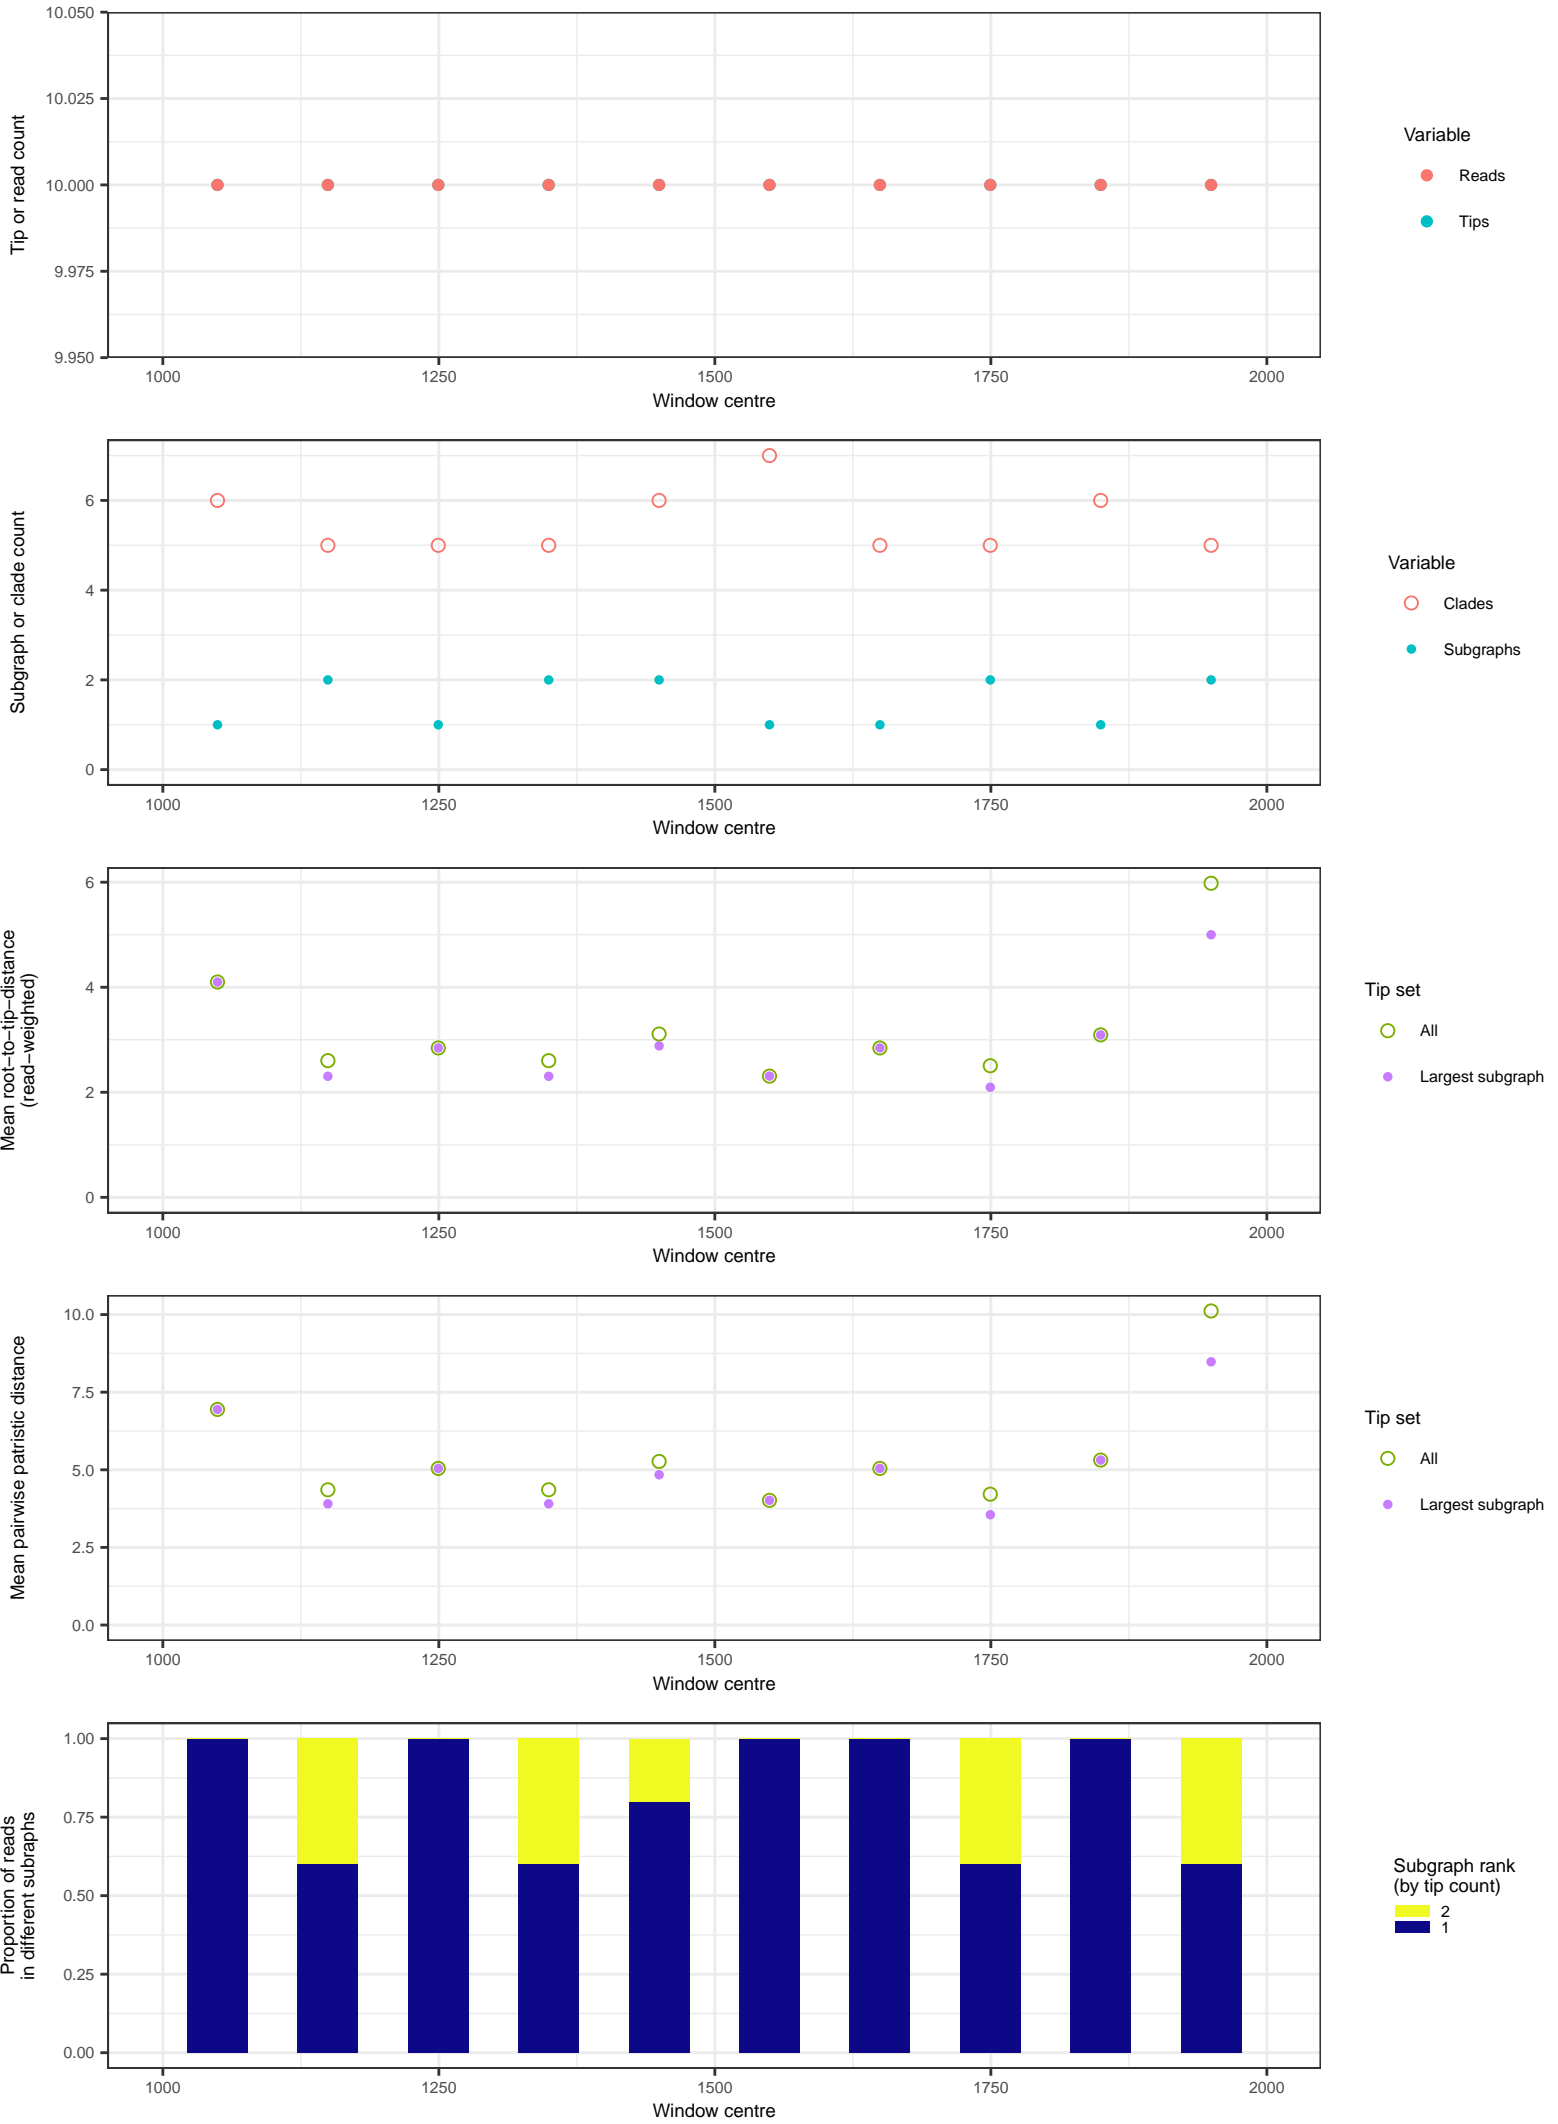 10.050
10.025
10.000
9.975
9.950
Tip or read count
1000 1250 1500 1750 2000
Window centre
Variable
Reads
Tips
6
4
2
0
Subgraph or clade count
1000 1250 1500 1750 2000
Window centre
Variable
Clades
Subgraphs
6
4
2
0
Mean root−to−tip−distance
(read−weighted)
1000 1250 1500 1750 2000
Window centre
Tip set
All
Largest subgraph
10.0
7.5
5.0
2.5
0.0
Mean pairwise patristic distance
1000 1250 1500 1750 2000
Window centre
Tip set
All
Largest subgraph
1.00
0.75
0.50
0.25
0.00
Proportion of reads
in different subraphs
1000 1250 1500 1750 2000
Window centre
Subgraph rank
(by tip count)
2
1